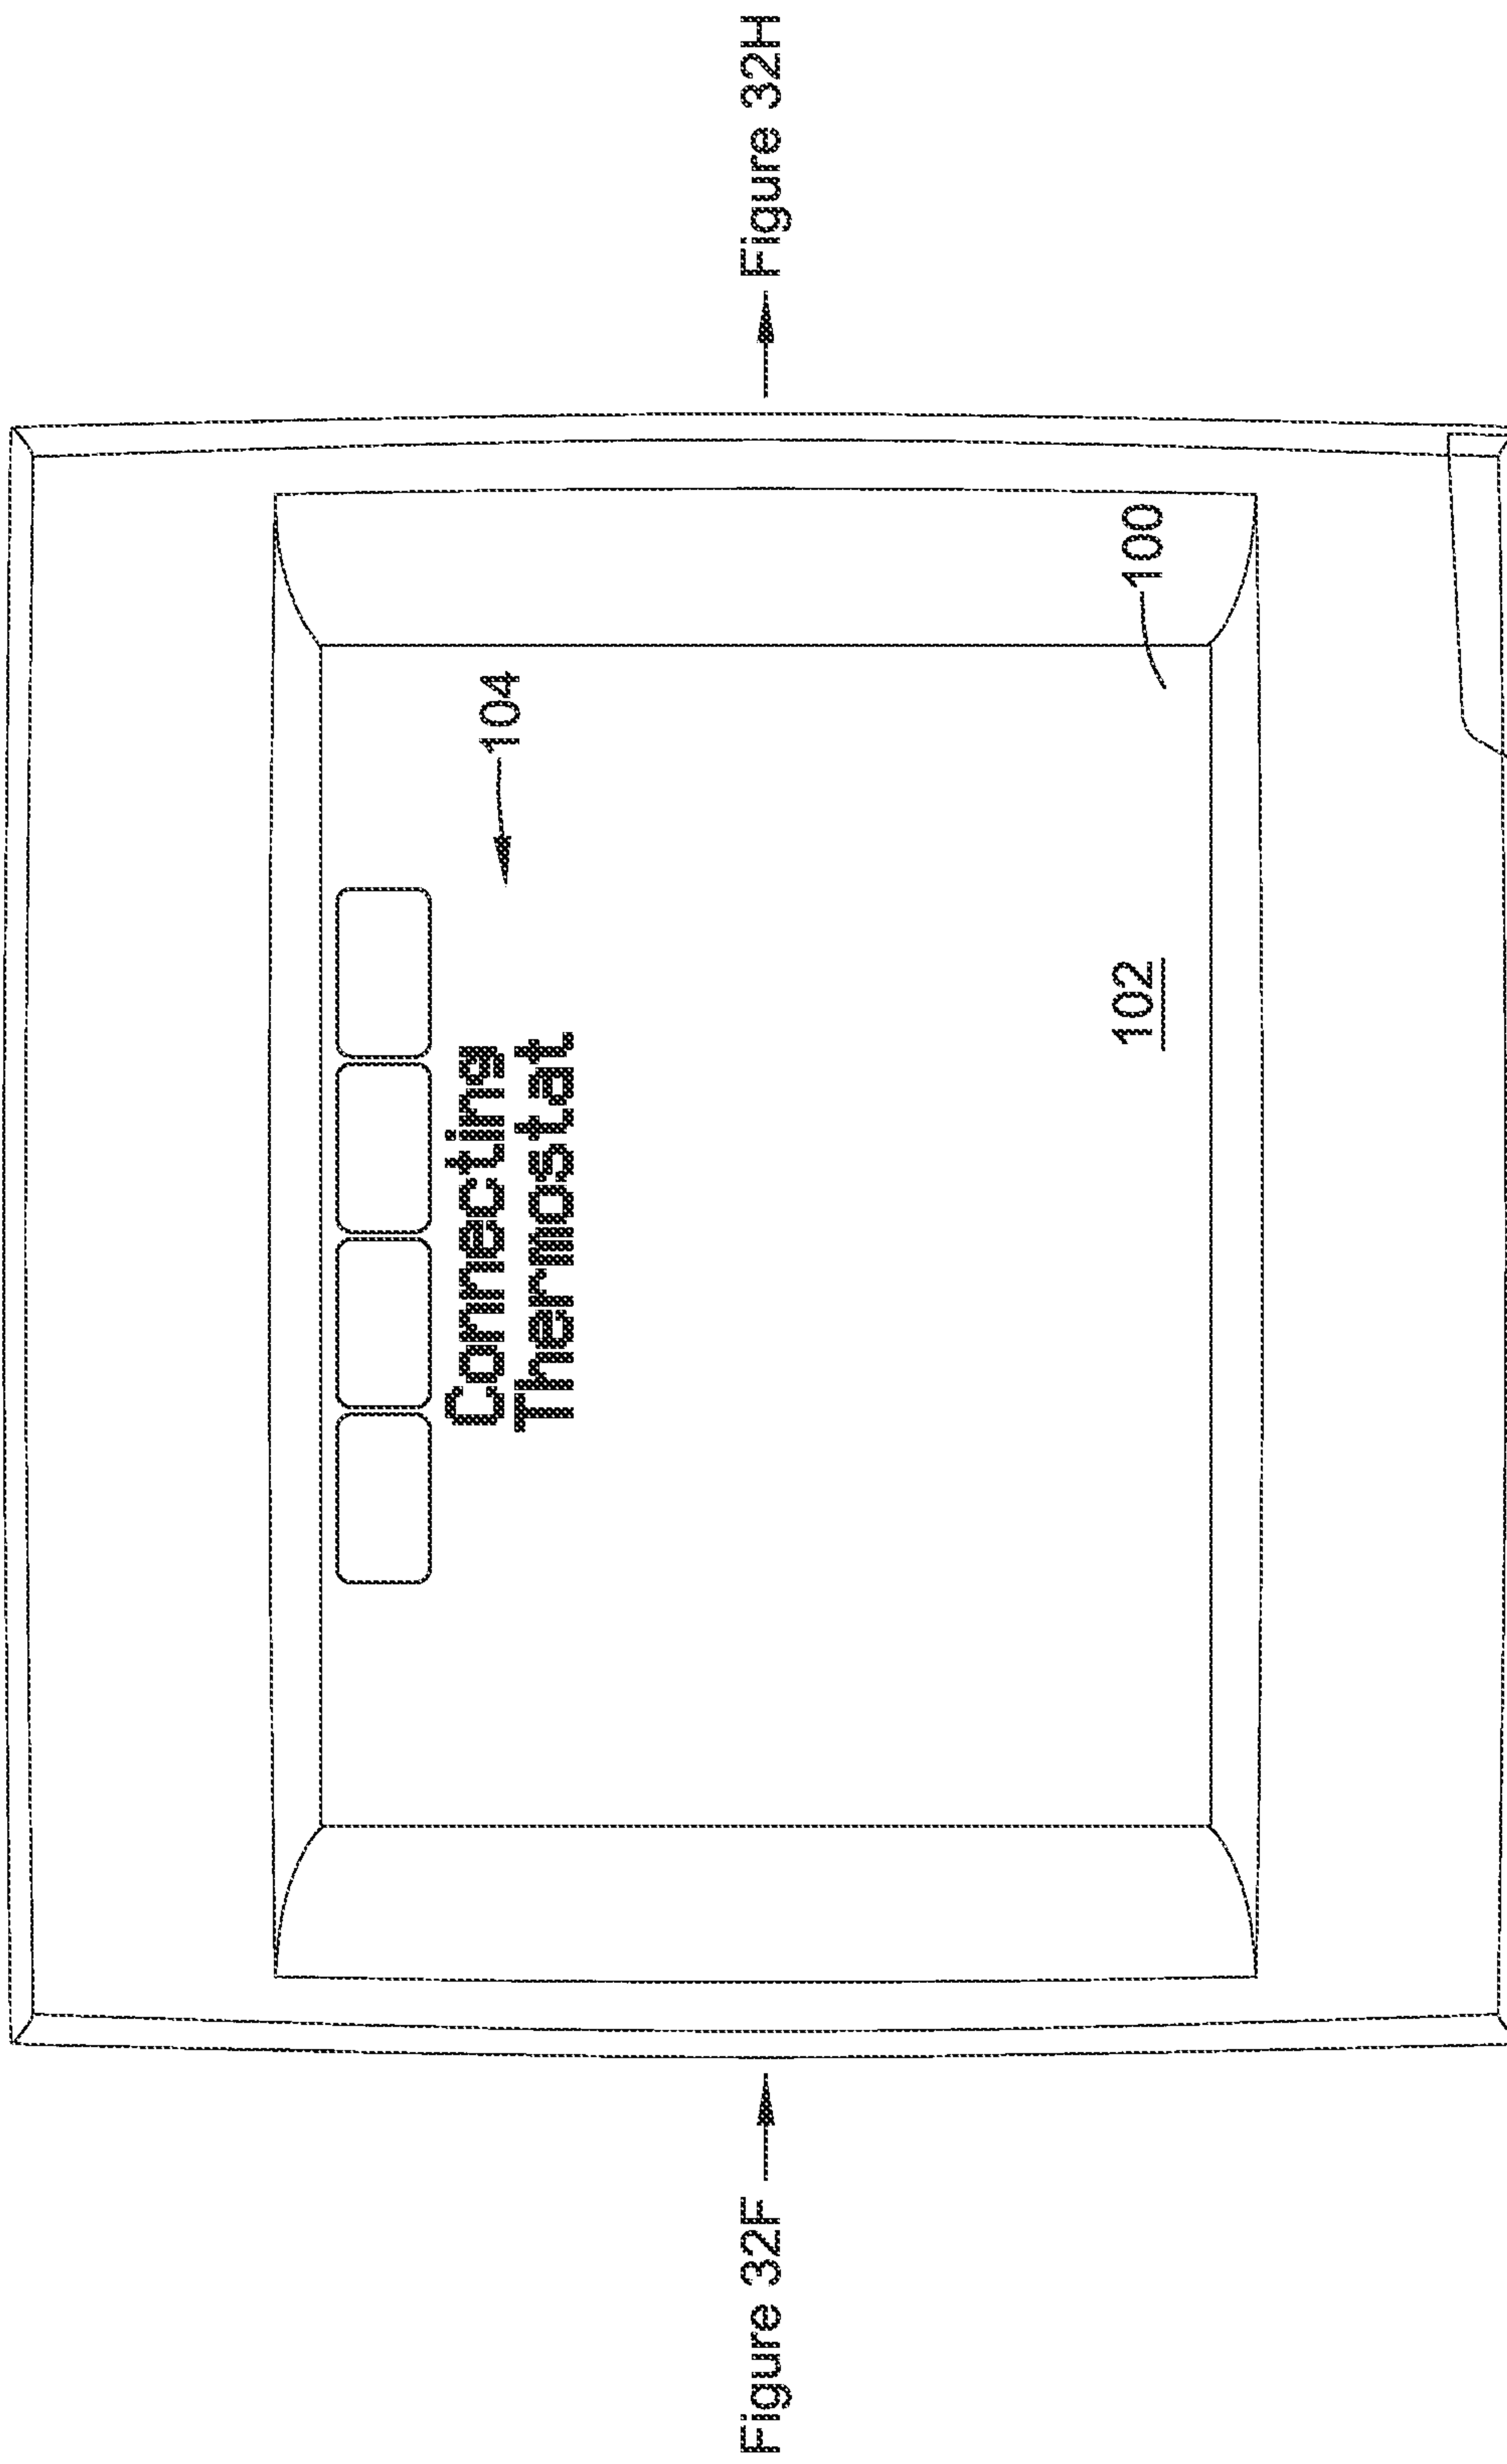 Figure 32F
Connecting
Thermostat
104
102
100
Figure 32H